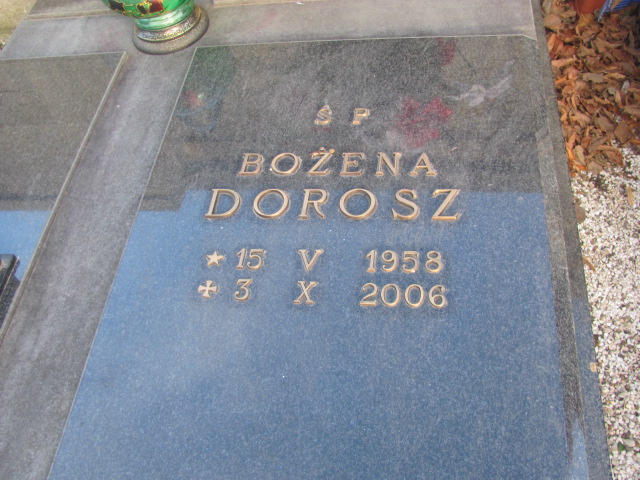 Ś P
BOŻENA
DOROSZ
★ 15 V 1958
✠ 3 X 2006